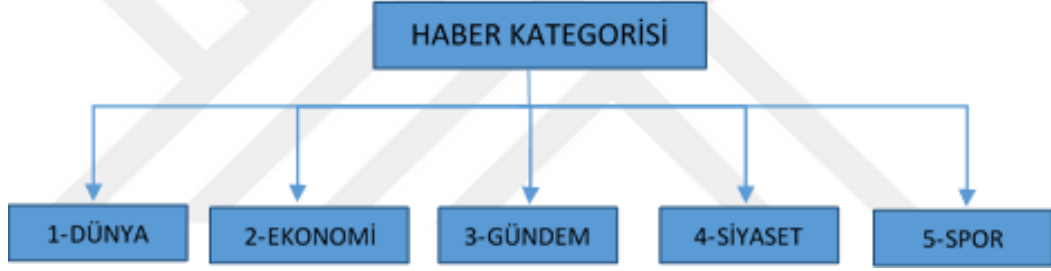 HABER KATEGORİSİ
1-DÜNYA
2-EKONOMİ
3-GÜNDEM
4-SİYASET
5-SPOR